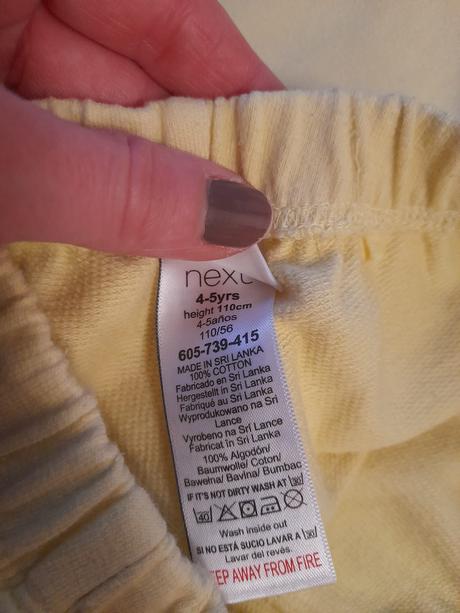 next
4-5yrs
height 110cm
4-5años
110/56
605-739-415
MADE IN SRI LANKA
100% COTTON
Fabricado en Sri Lanka
Hergestellt in Sri Lanka
Fabriqué au Sri Lanka
Wyprodukowano na Sri
Lance
Vyrobeno na Sri Lance
Fabricat în Sri Lanka
100% Algodón/
Baumwolle/ Coton/
Bawełna/ Bavlna/ Bumbac
IF IT'S NOT DIRTY WASH AT 30
40
Wash inside out
SI NO ESTÁ SUCIO LAVAR A 30
Lavar del revés.
EEP AWAY FROM FIRE